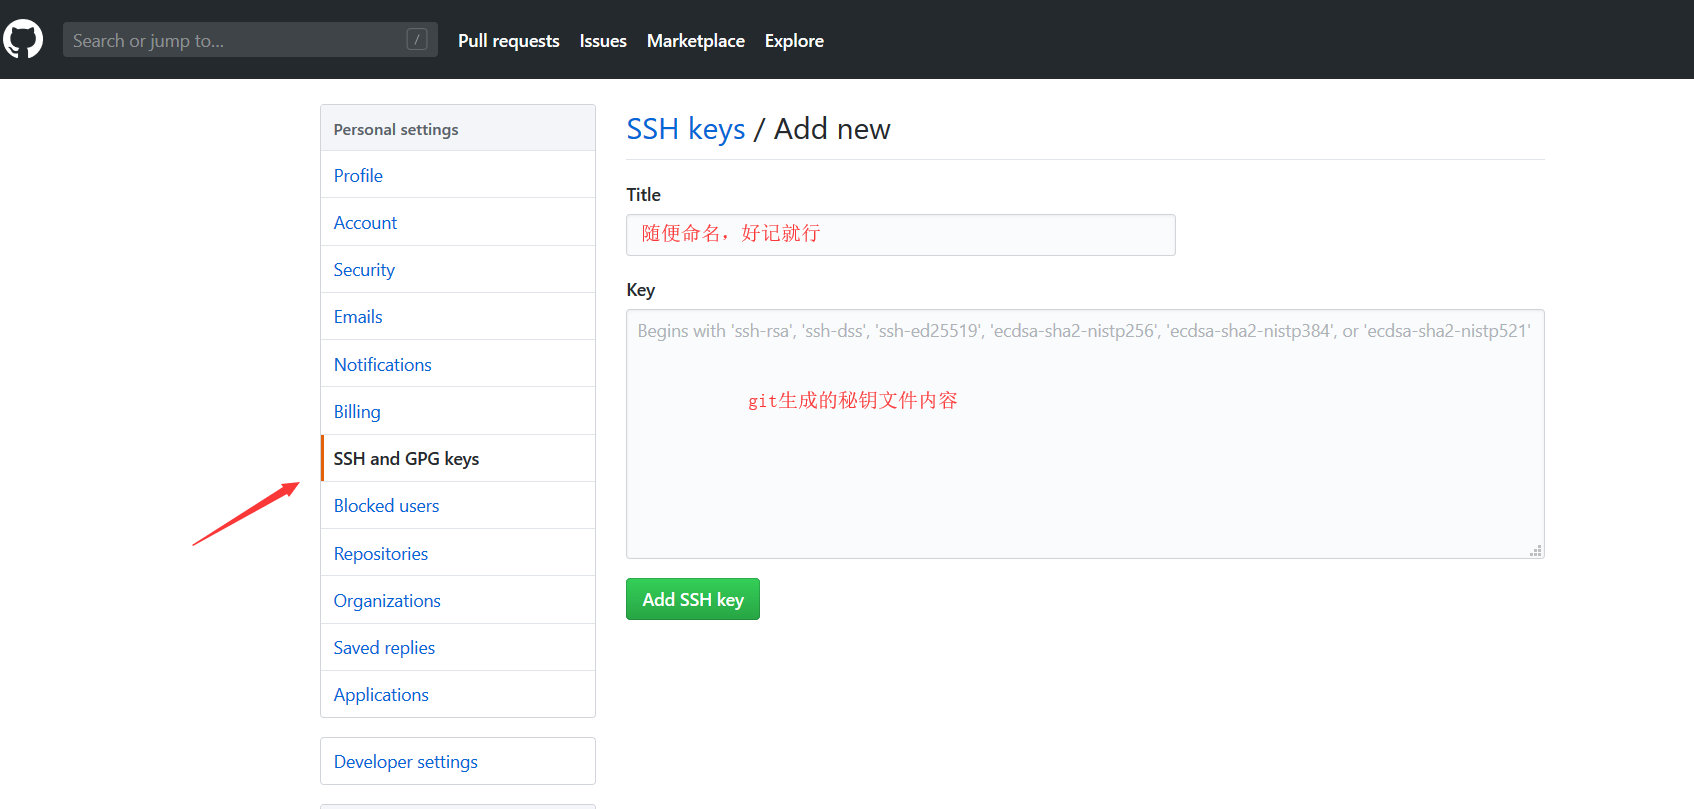 Search or jump to...
/
Pull requests
Issues
Marketplace
Explore
Personal settings
Profile
Account
Security
Emails
Notifications
Billing
SSH and GPG keys
Blocked users
Repositories
Organizations
Saved replies
Applications
Developer settings
SSH keys / Add new
Title
随便命名，好记就行
Key
Begins with 'ssh-rsa', 'ssh-dss', 'ssh-ed25519', 'ecdsa-sha2-nistp256', 'ecdsa-sha2-nistp384', or 'ecdsa-sha2-nistp521'
git生成的秘钥文件内容
Add SSH key